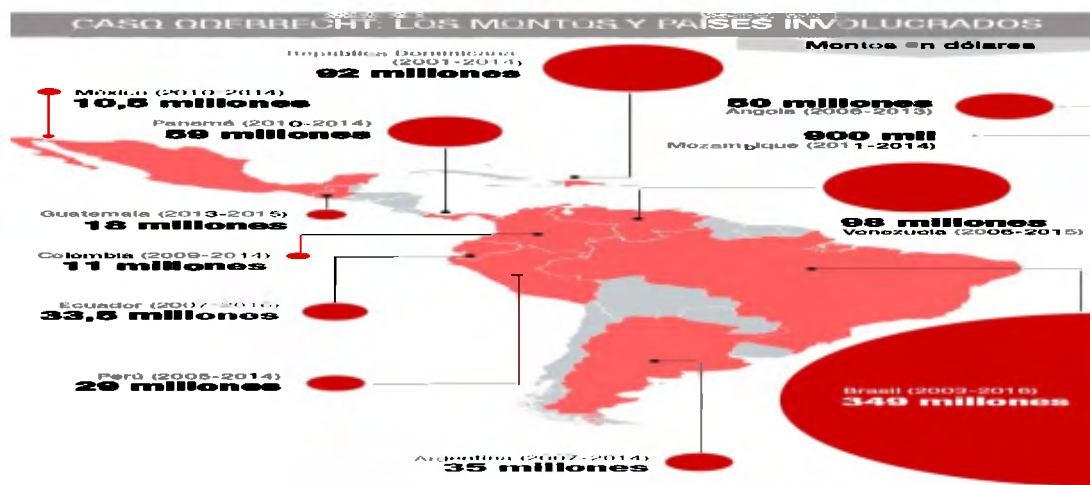 CASO ODEBRECHT: LOS MONTOS Y PAÍSES INVOLUCRADOS
Montos en dólares
República Dominicana
(2001-2014)
92 millones
México (2010-2014)
10,5 millones
Panamá (2010-2014)
59 millones
50 millones
Angola (2006-2013)
900 mil
Mozambique (2011-2014)
Guatemala (2013-2015)
18 millones
98 millones
Venezuela (2006-2015)
Colombia (2009-2014)
11 millones
Ecuador (2007-2016)
33,5 millones
Perú (2005-2014)
29 millones
Brasil (2003-2016)
349 millones
Argentina (2007-2014)
35 millones